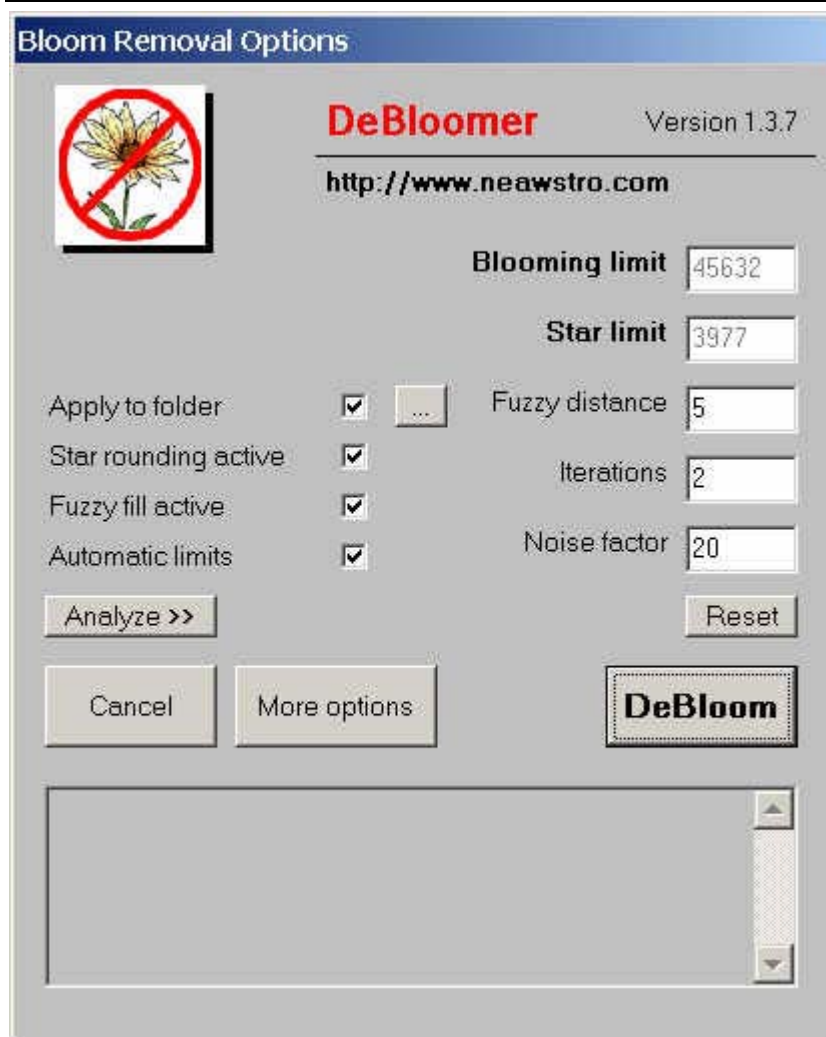 Bloom Removal Options
DeBloomer Version 1.3.7
http://www.neawstro.com
Blooming limit 45632
Star limit 3977
Apply to folder ... Fuzzy distance 5
Star rounding active
Iterations 2
Fuzzy fill active
Noise factor 20
Automatic limits
Analyze >> Reset
Cancel More options DeBloom